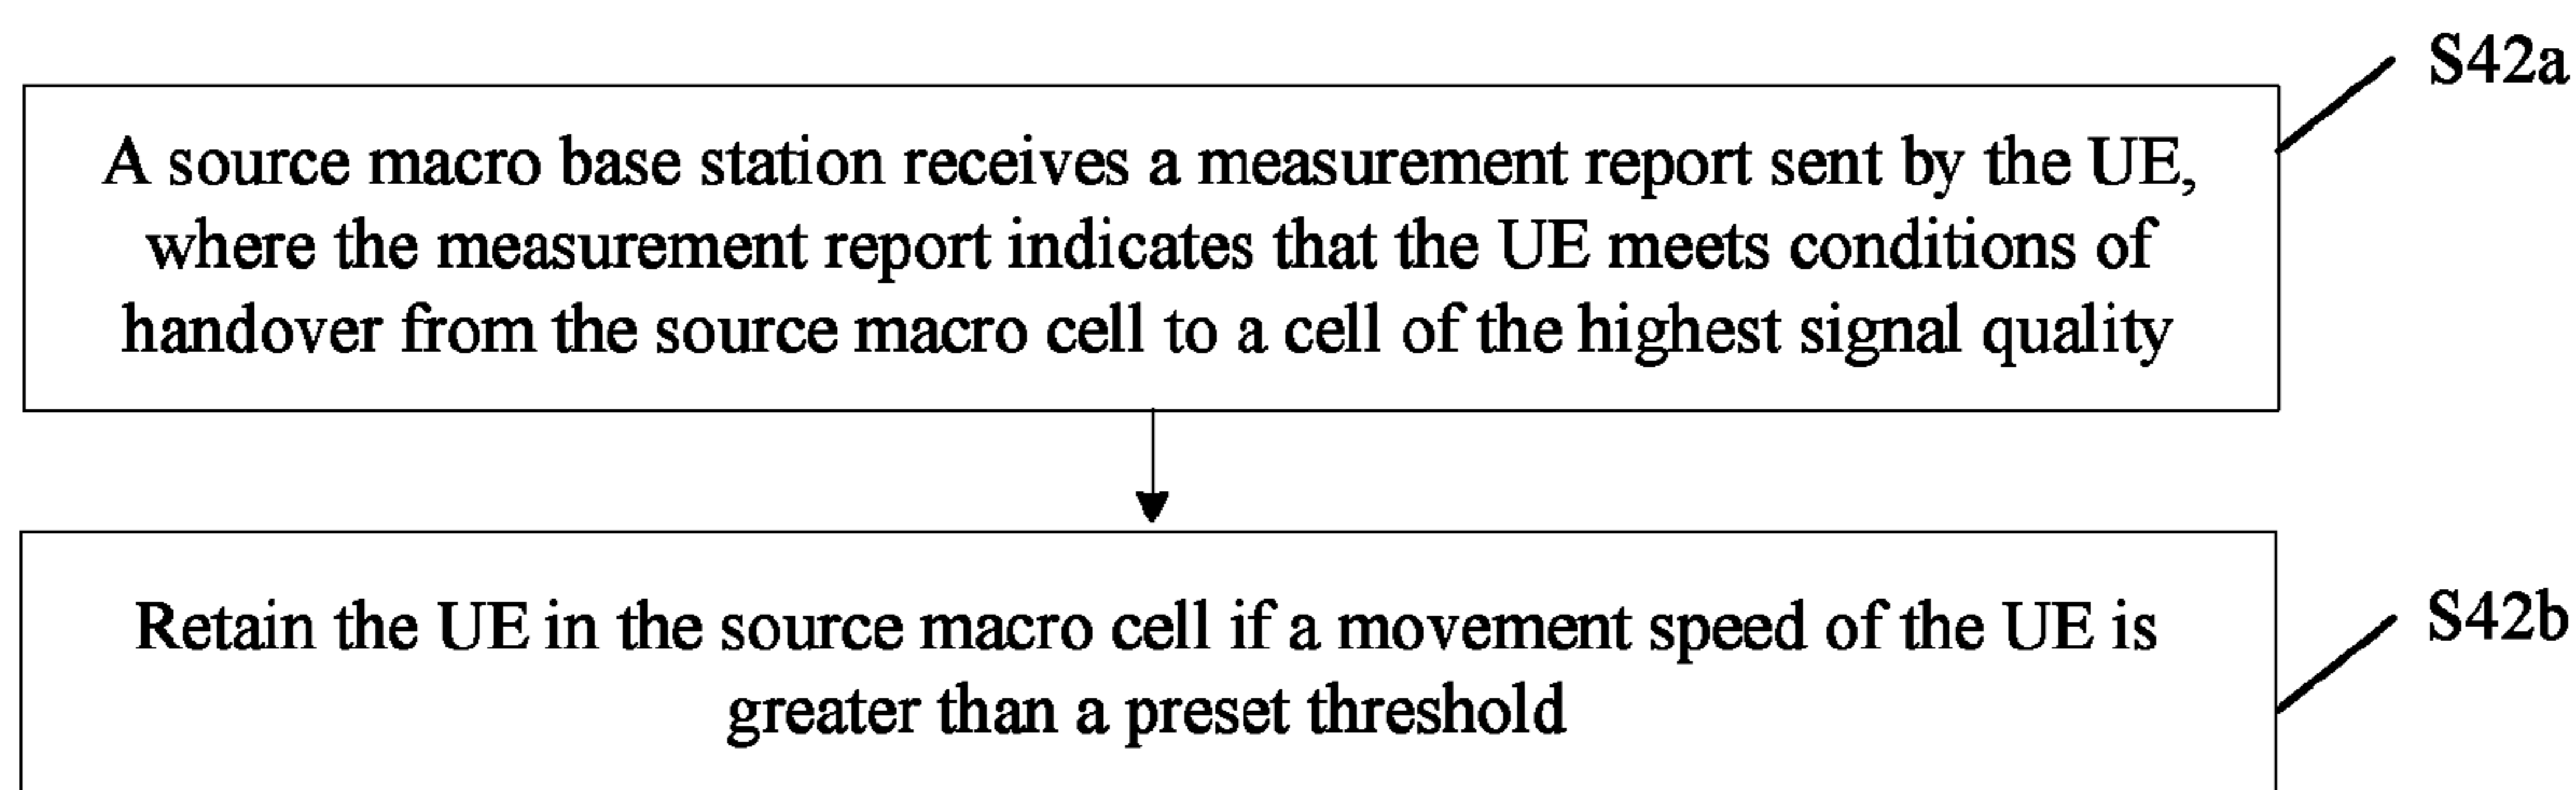 S42a
A source macro base station receives a measurement report sent by the UE,
where the measurement report indicates that the UE meets conditions of
handover from the source macro cell to a cell of the highest signal quality
S42b
Retain the UE in the source macro cell if a movement speed of the UE is
greater than a preset threshold